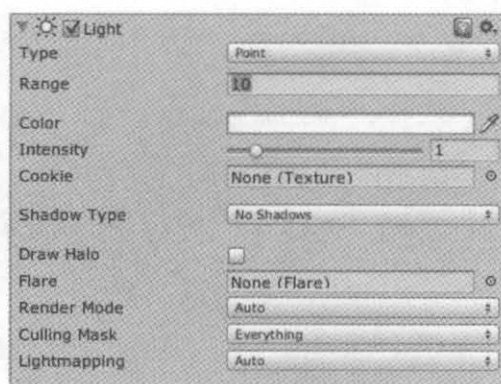 Light
Type Point
Range 10
Color
Intensity 1
Cookie None (Texture)
Shadow Type No Shadows
Draw Halo
Flare None (Flare)
Render Mode Auto
Culling Mask Everything
Lightmapping Auto